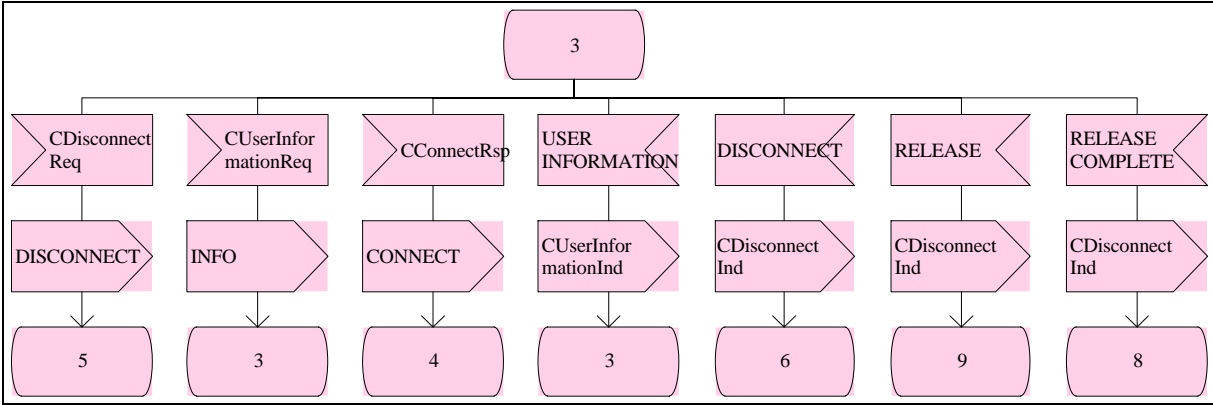 3
CDisconnect
Req
CUserInfor
mationReq
CConnectRsp
USER
INFORMATION
DISCONNECT
RELEASE
RELEASE
COMPLETE
DISCONNECT
INFO
CONNECT
CUserInfor
mationInd
CDisconnect
Ind
CDisconnect
Ind
CDisconnect
Ind
5
3
4
3
6
9
8